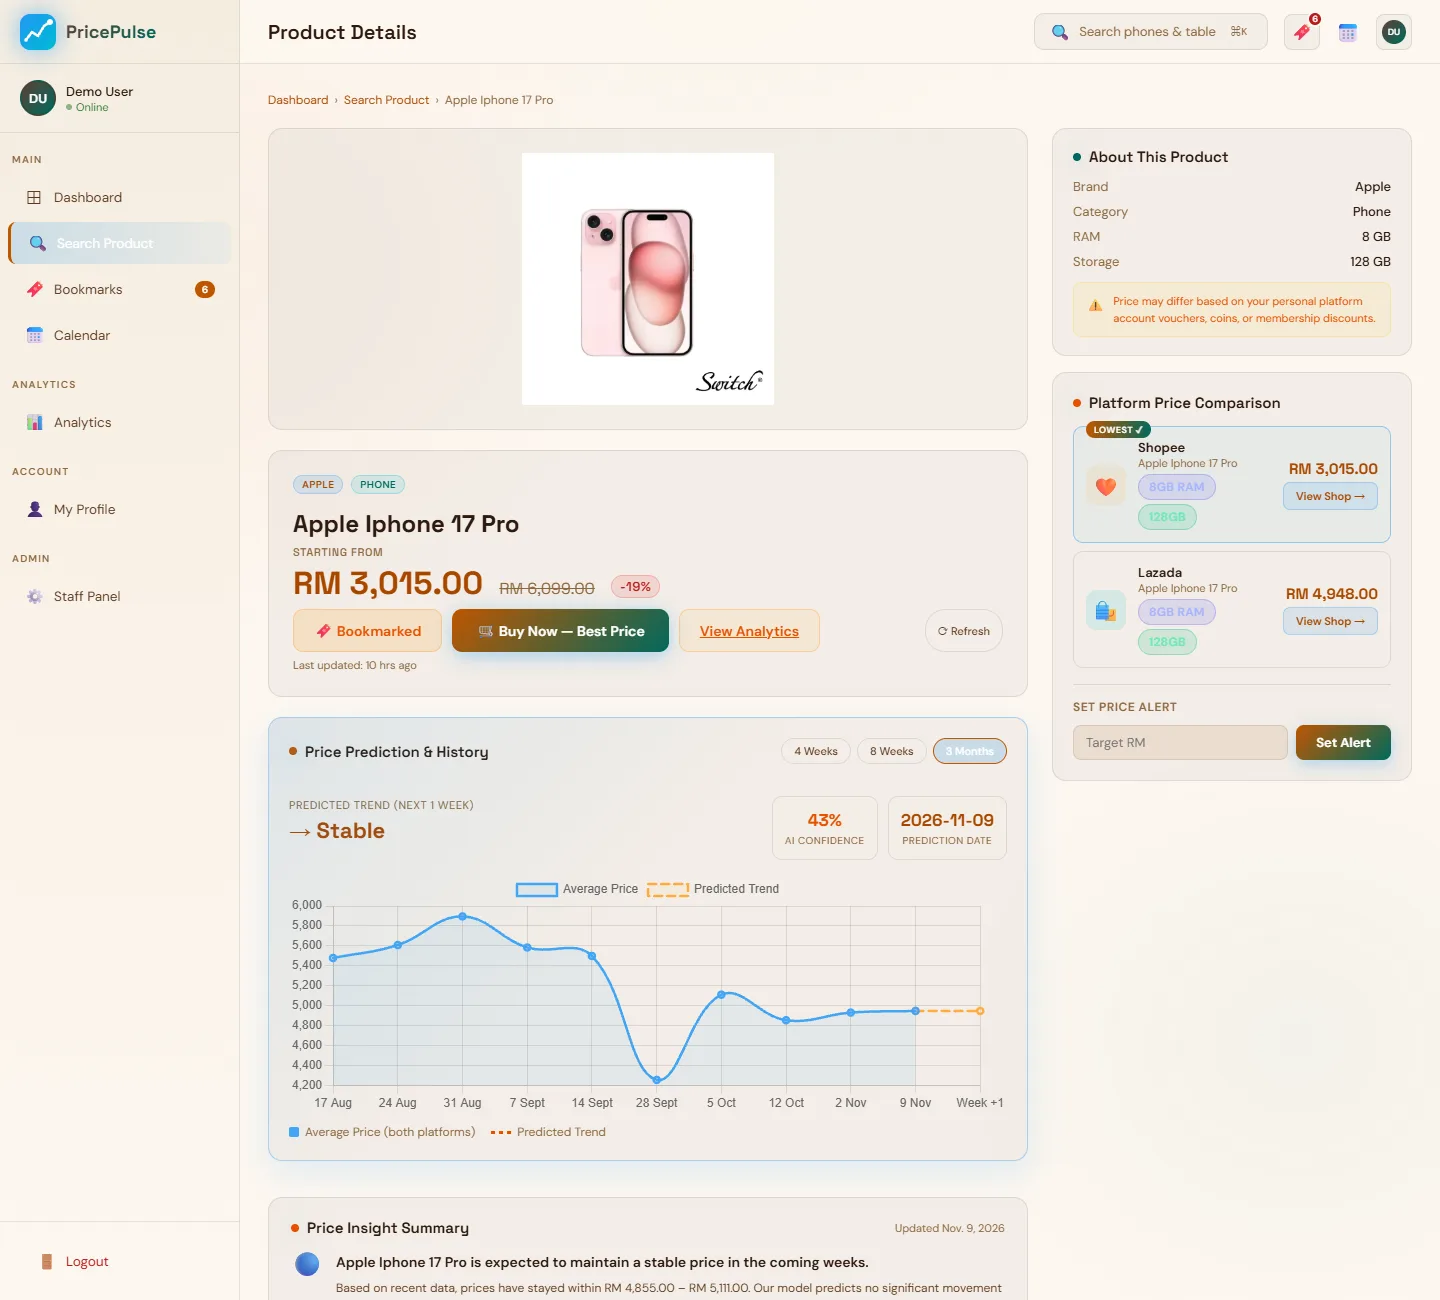 PricePulse
Product Details
Search phones & table ⌘K
6
DU
DU
Demo User
Online
MAIN
Dashboard
Search Product
Bookmarks 6
Calendar
ANALYTICS
Analytics
ACCOUNT
My Profile
ADMIN
Staff Panel
Logout
Dashboard › Search Product › Apple Iphone 17 Pro
Switch®
APPLE PHONE
Apple Iphone 17 Pro
STARTING FROM
RM 3,015.00 RM 6,099.00 -19%
Bookmarked
Buy Now — Best Price
View Analytics
Refresh
Last updated: 10 hrs ago
Price Prediction & History
4 Weeks 8 Weeks 3 Months
PREDICTED TREND (NEXT 1 WEEK)
→ Stable
43%
AI CONFIDENCE
2026-11-09
PREDICTION DATE
Average Price Predicted Trend
6,000
5,800
5,600
5,400
5,200
5,000
4,800
4,600
4,400
4,200
17 Aug 24 Aug 31 Aug 7 Sept 14 Sept 28 Sept 5 Oct 12 Oct 2 Nov 9 Nov Week +1
Average Price (both platforms) Predicted Trend
Price Insight Summary
Updated Nov. 9, 2026
Apple Iphone 17 Pro is expected to maintain a stable price in the coming weeks.
Based on recent data, prices have stayed within RM 4,855.00 – RM 5,111.00. Our model predicts no significant movement
About This Product
Brand Apple
Category Phone
RAM 8 GB
Storage 128 GB
Price may differ based on your personal platform
account vouchers, coins, or membership discounts.
Platform Price Comparison
LOWEST ✓
Shopee
Apple Iphone 17 Pro
8GB RAM
128GB
RM 3,015.00
View Shop →
Lazada
Apple Iphone 17 Pro
8GB RAM
128GB
RM 4,948.00
View Shop →
SET PRICE ALERT
Target RM
Set Alert